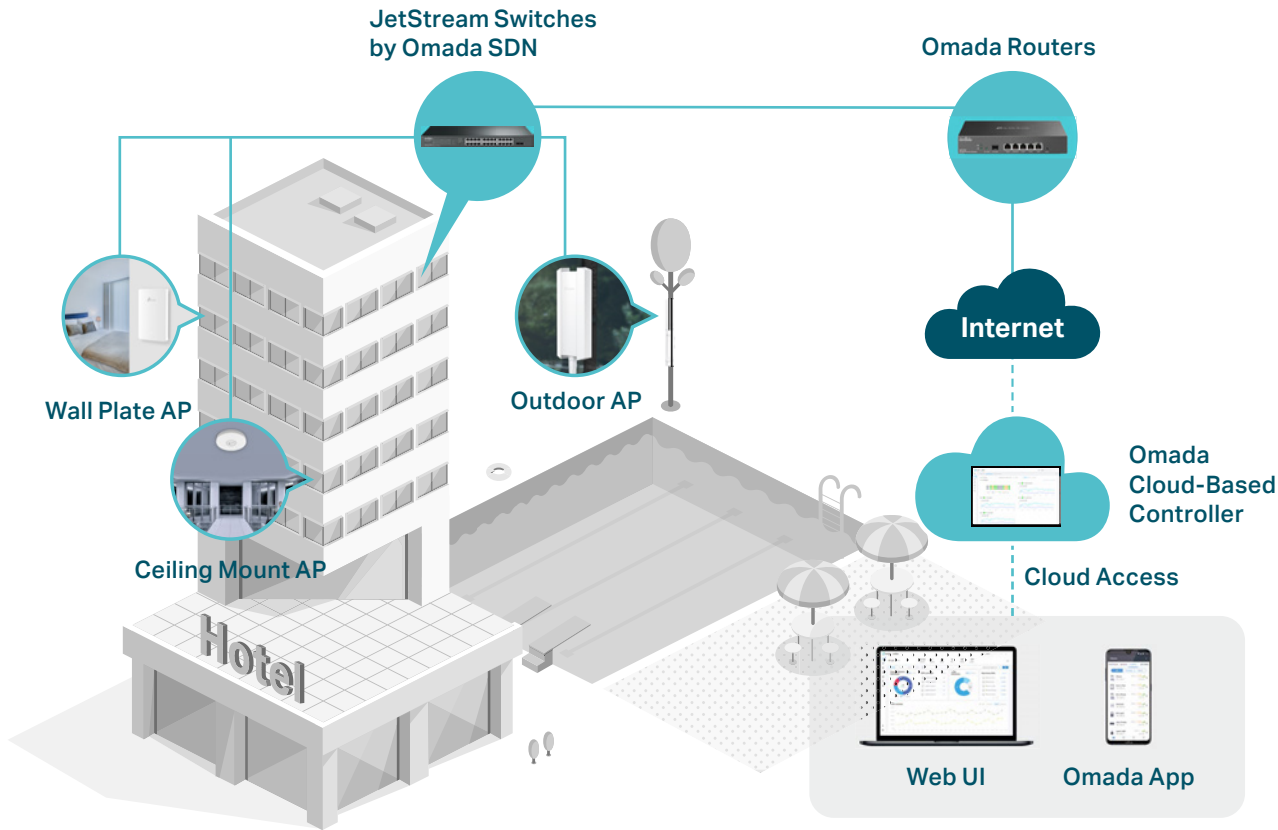 JetStream Switches
by Omada SDN
Omada Routers
Internet
Wall Plate AP
Outdoor AP
Omada
Cloud-Based
Controller
Ceiling Mount AP
Cloud Access
Hotel
Web UI
Omada App